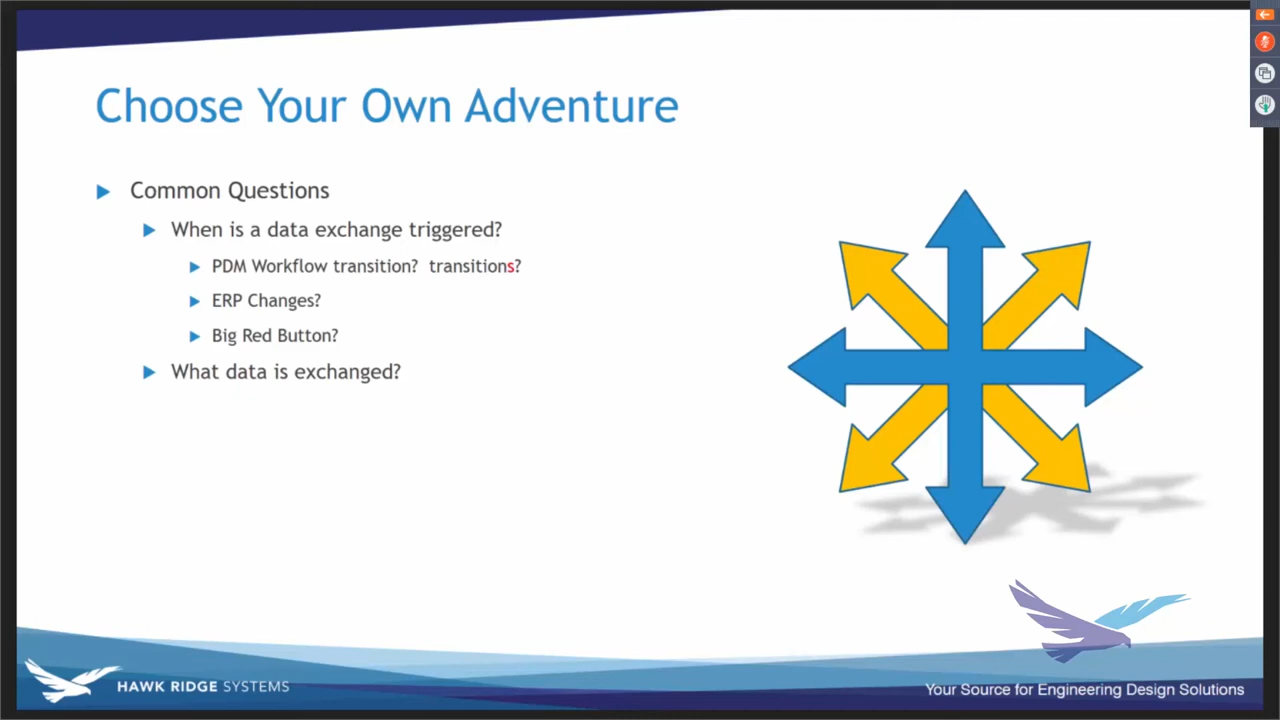 Choose Your Own Adventure
Common Questions
When is a data exchange triggered?
PDM Workflow transition?  transitions?
ERP Changes?
Big Red Button?
What data is exchanged?
HAWK RIDGE SYSTEMS
Your Source for Engineering Design Solutions